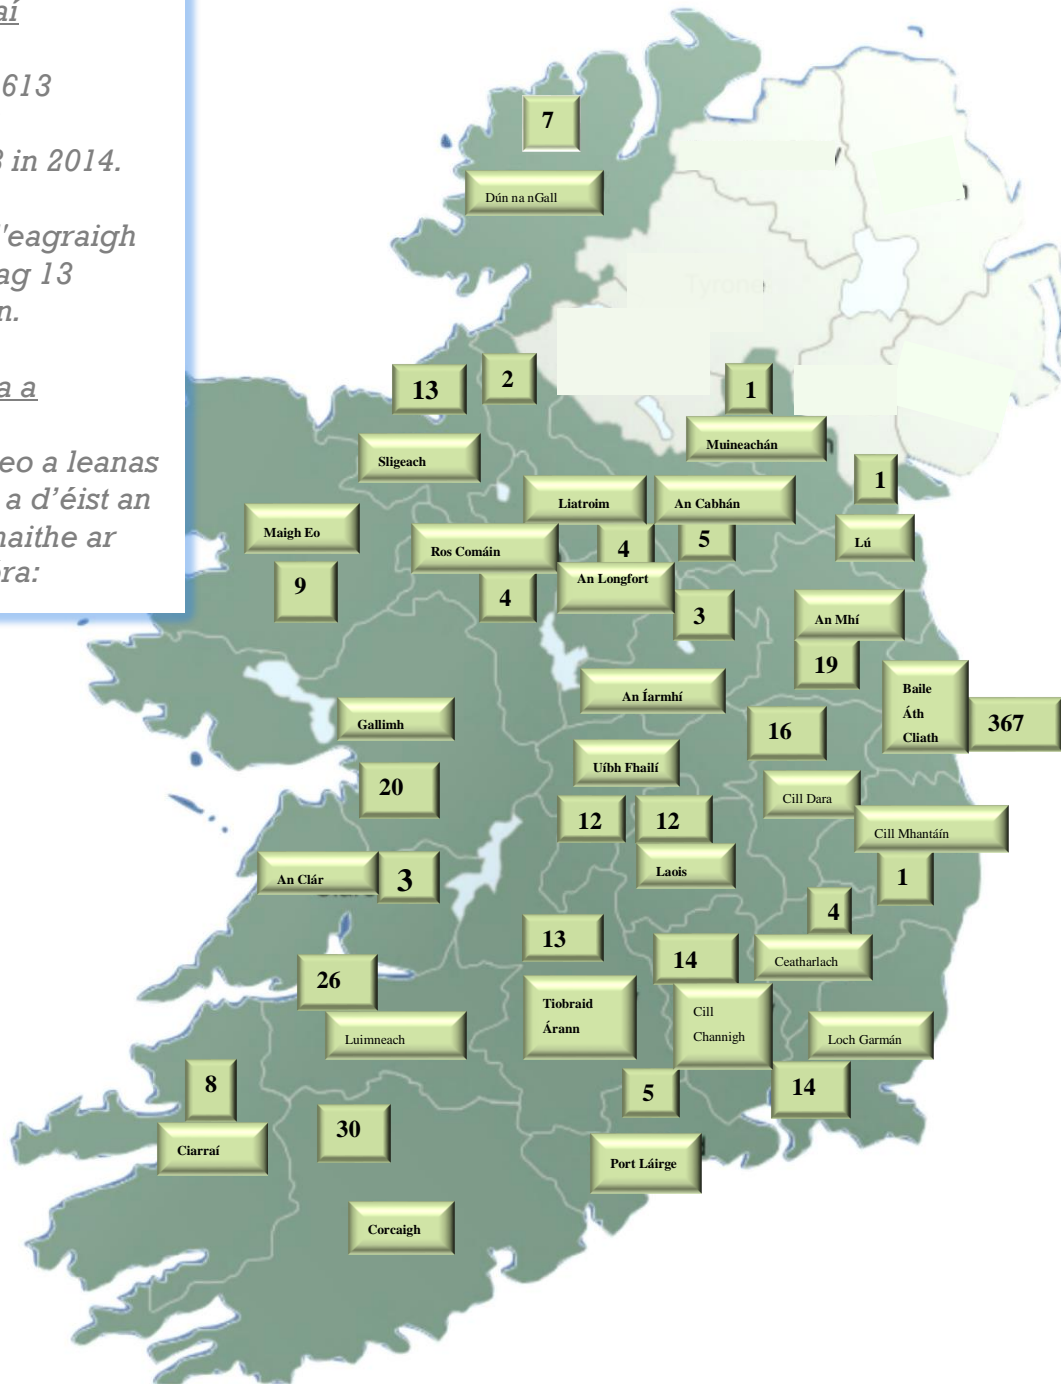 aí
613
in 2014.
'eagraigh
ag 13
n.
a a
eo a leanas
a d'éist an
naithe ar
ra:
7
Dún na nGall
Tyrone
13
2
1
Sligeach
Muineachán
1
Liatroim
An Cabhán
Maigh Eo
Ros Comáin
4
5
Lú
An Longfort
9
4
3
An Mhí
19
An Íarmhí
Baile
Áth
Cliath
367
Gallimh
16
Uíbh Fhailí
20
Cill Dara
12
12
Cill Mhantáín
An Clár
3
Laois
1
4
13
14
Ceatharlach
26
Tiobraid
Árann
Cill
Channigh
Luimneach
Loch Garmán
8
5
14
30
Ciarraí
Port Láirge
Corcaigh